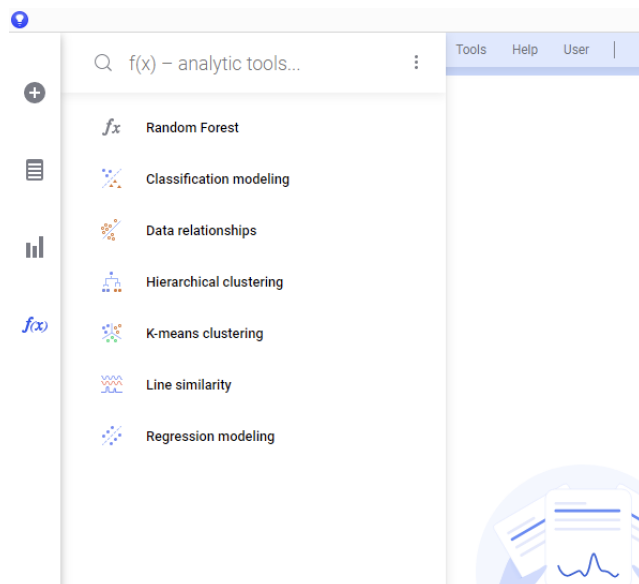 f(x) – analytic tools...
Tools Help User
Random Forest
Classification modeling
Data relationships
Hierarchical clustering
K-means clustering
Line similarity
Regression modeling
f(x)
fx